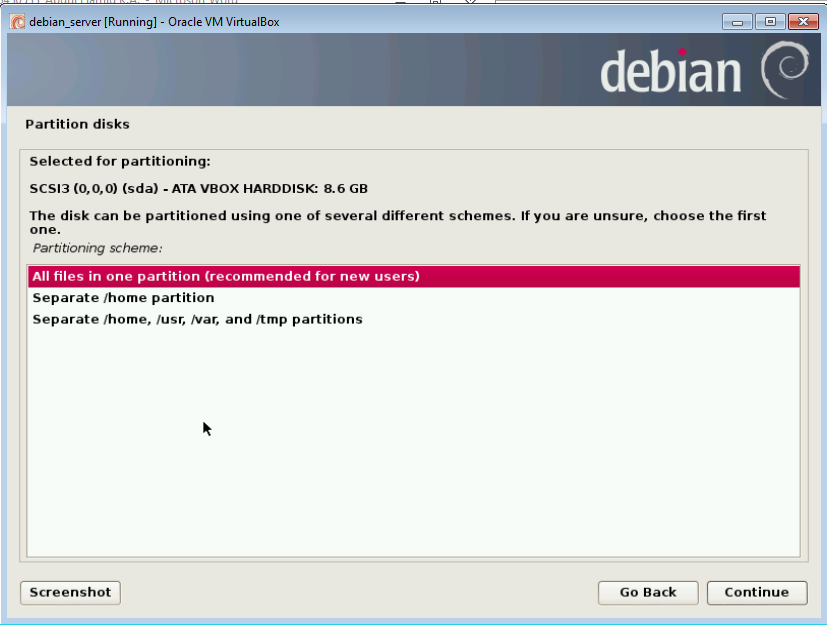 debian_server [Running] - Oracle VM VirtualBox
debian
Partition disks
Selected for partitioning:
SCSI3 (0,0,0) (sda) - ATA VBOX HARDDISK: 8.6 GB
The disk can be partitioned using one of several different schemes. If you are unsure, choose the first
one.
Partitioning scheme:
All files in one partition (recommended for new users)
Separate /home partition
Separate /home, /usr, /var, and /tmp partitions
Screenshot
Go Back
Continue